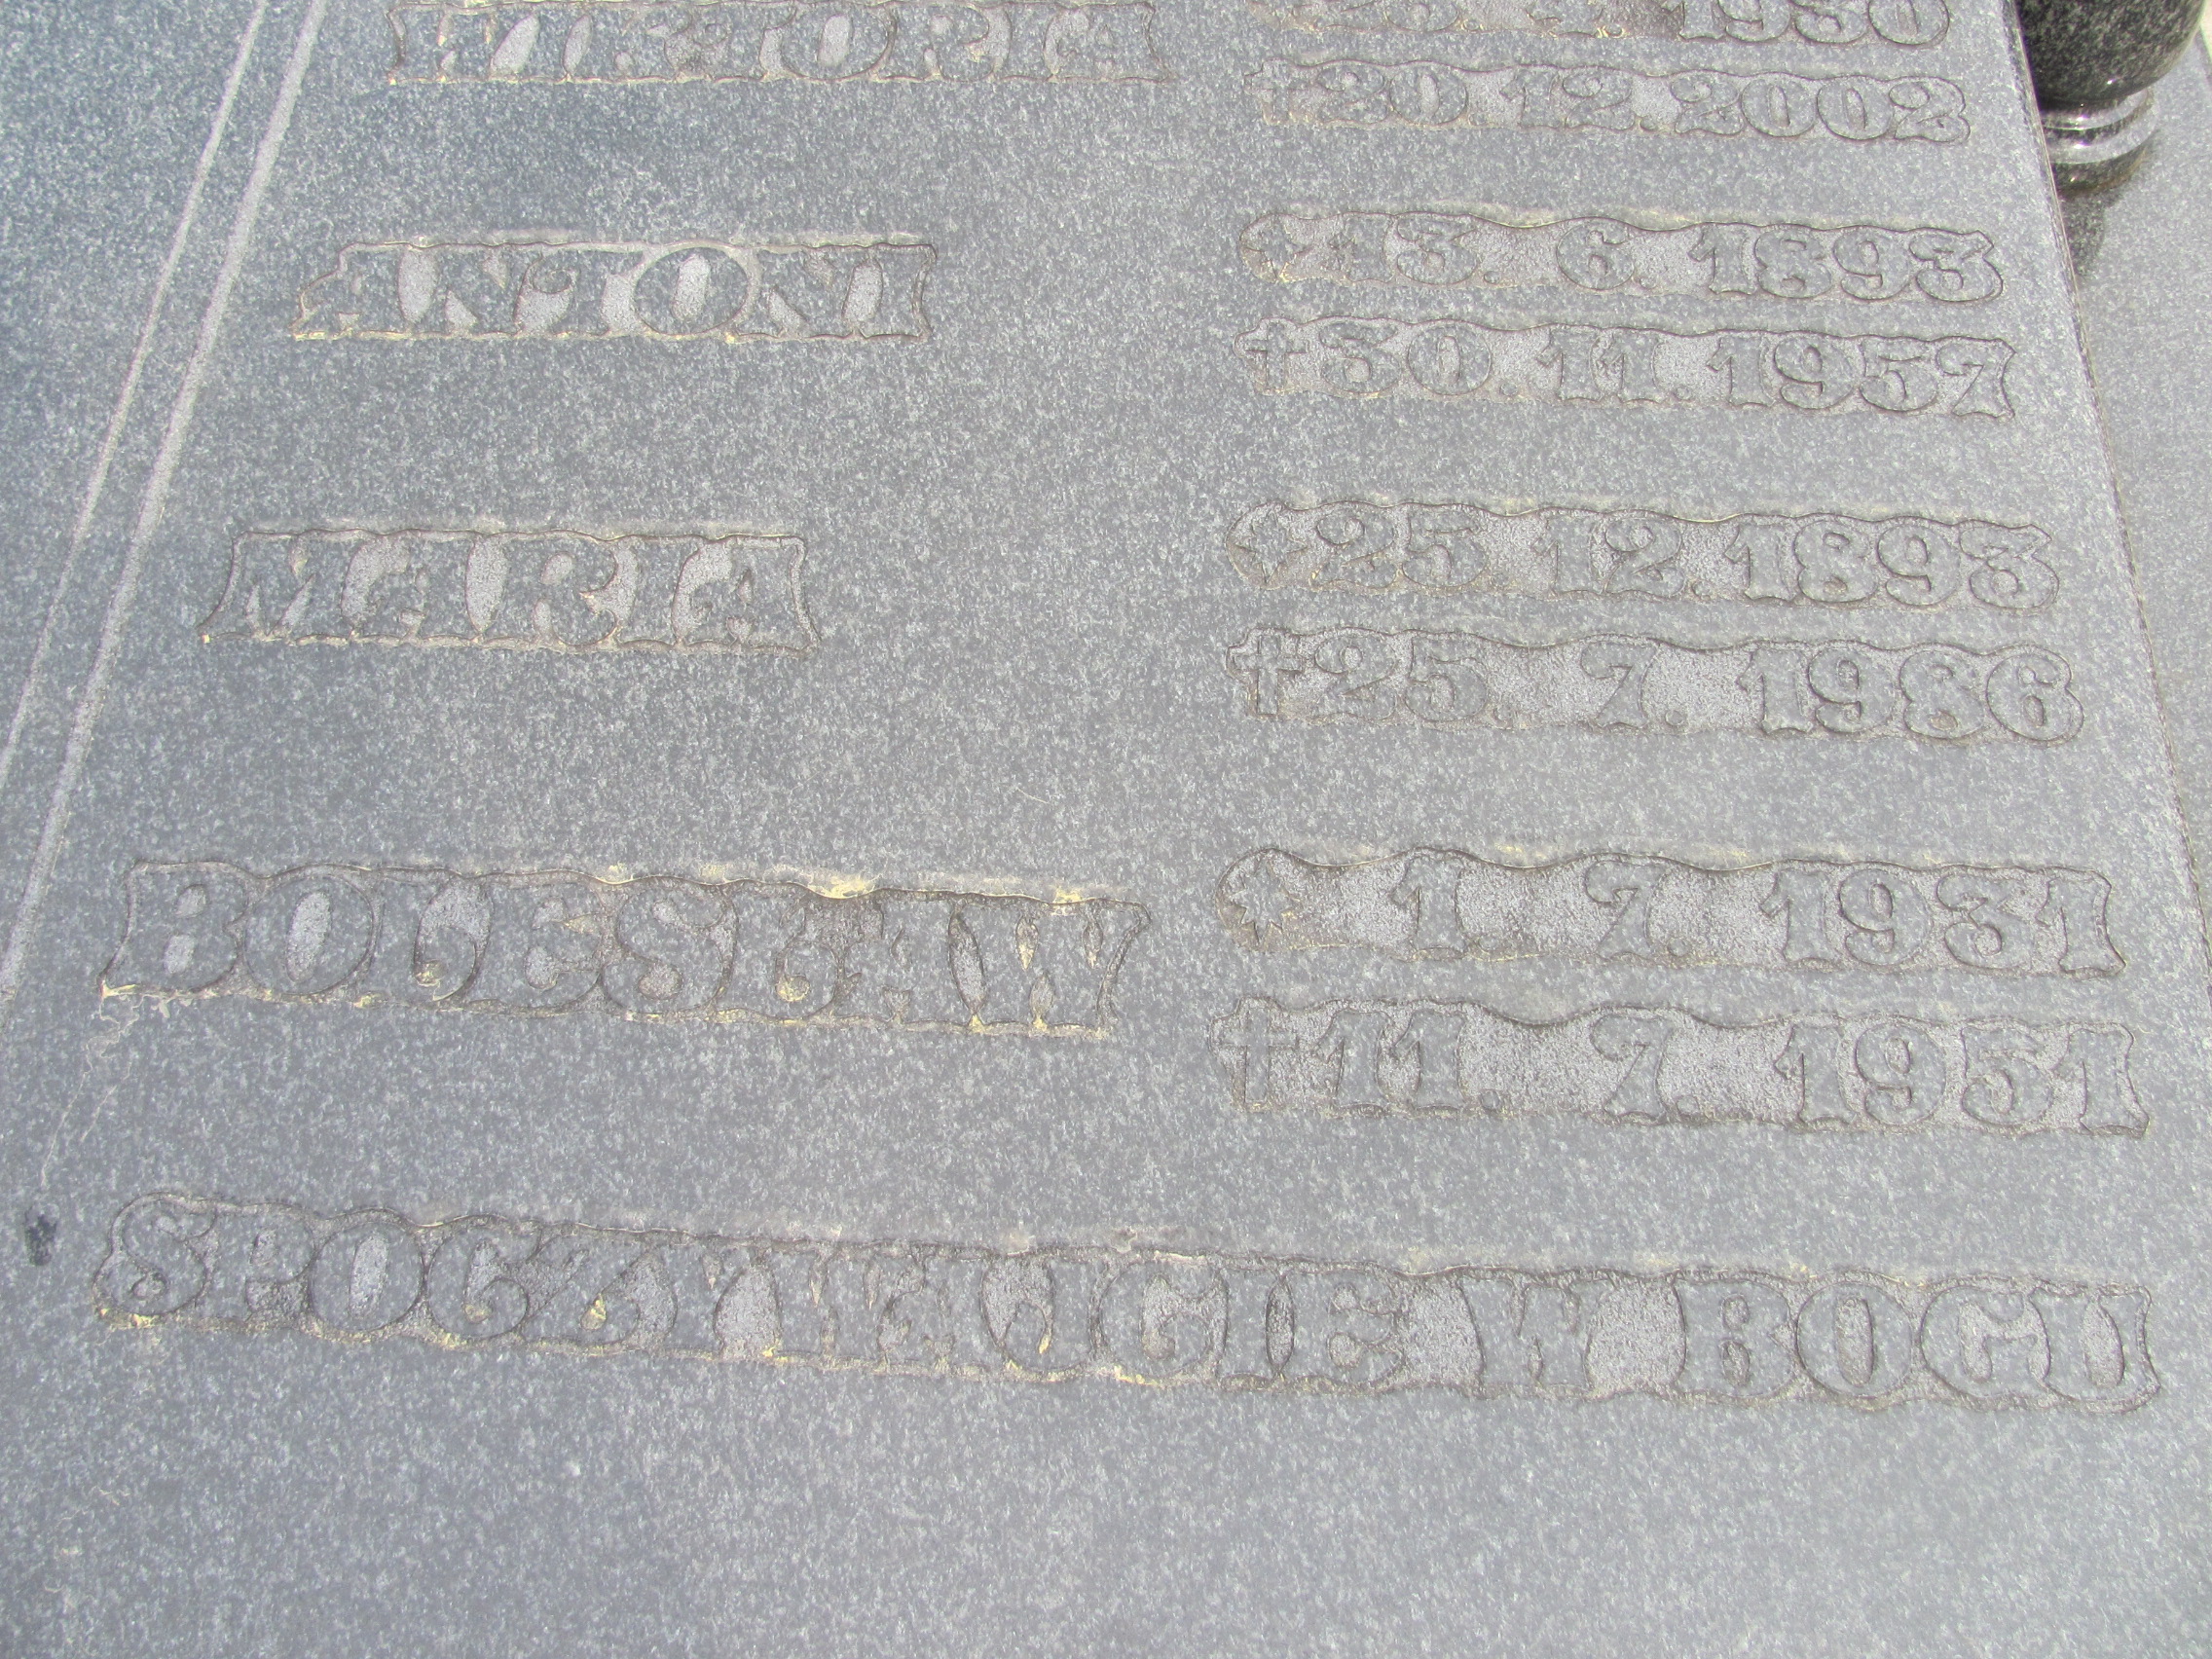 WIKTORIA 1930
†20.12.2002
ANTONI *13. 6. 1893
†30.11.1957
MARIA *25.12.1893
†25. 7. 1986
BOLESŁAW * 1. 7. 1931
†11. 7. 1951
SPOCZYWAJCIE W BOGU